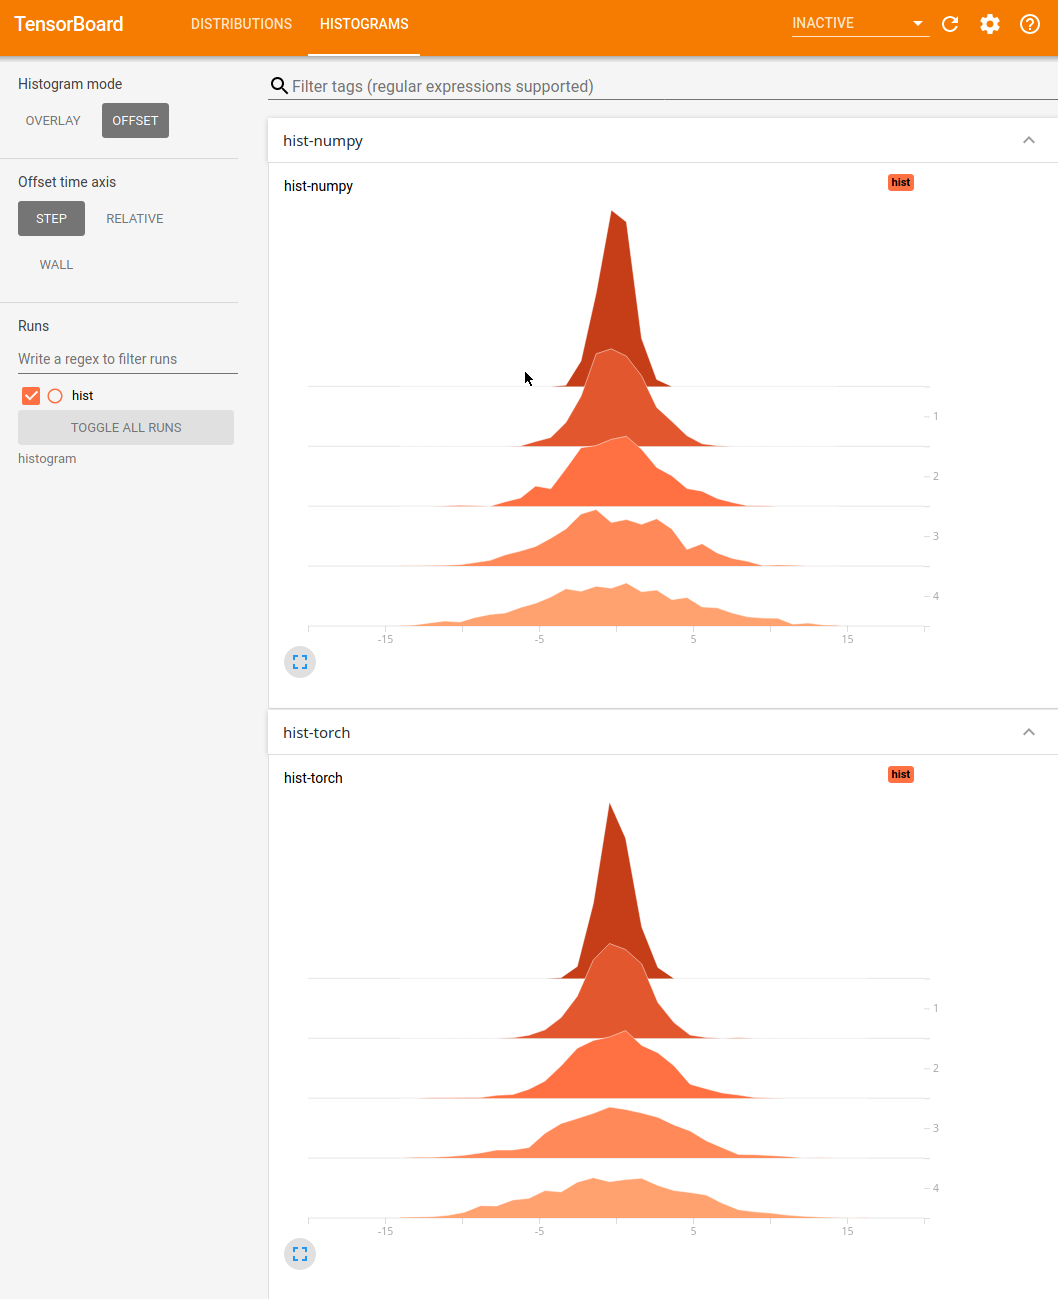 TensorBoard
DISTRIBUTIONS
HISTOGRAMS
INACTIVE
Histogram mode
OVERLAY
OFFSET
Offset time axis
STEP
RELATIVE
WALL
Runs
Write a regex to filter runs
hist
TOGGLE ALL RUNS
histogram
Filter tags (regular expressions supported)
hist-numpy
hist-numpy
hist
1
2
3
4
-15
-5
5
15
hist-torch
hist-torch
hist
1
2
3
4
-15
-5
5
15